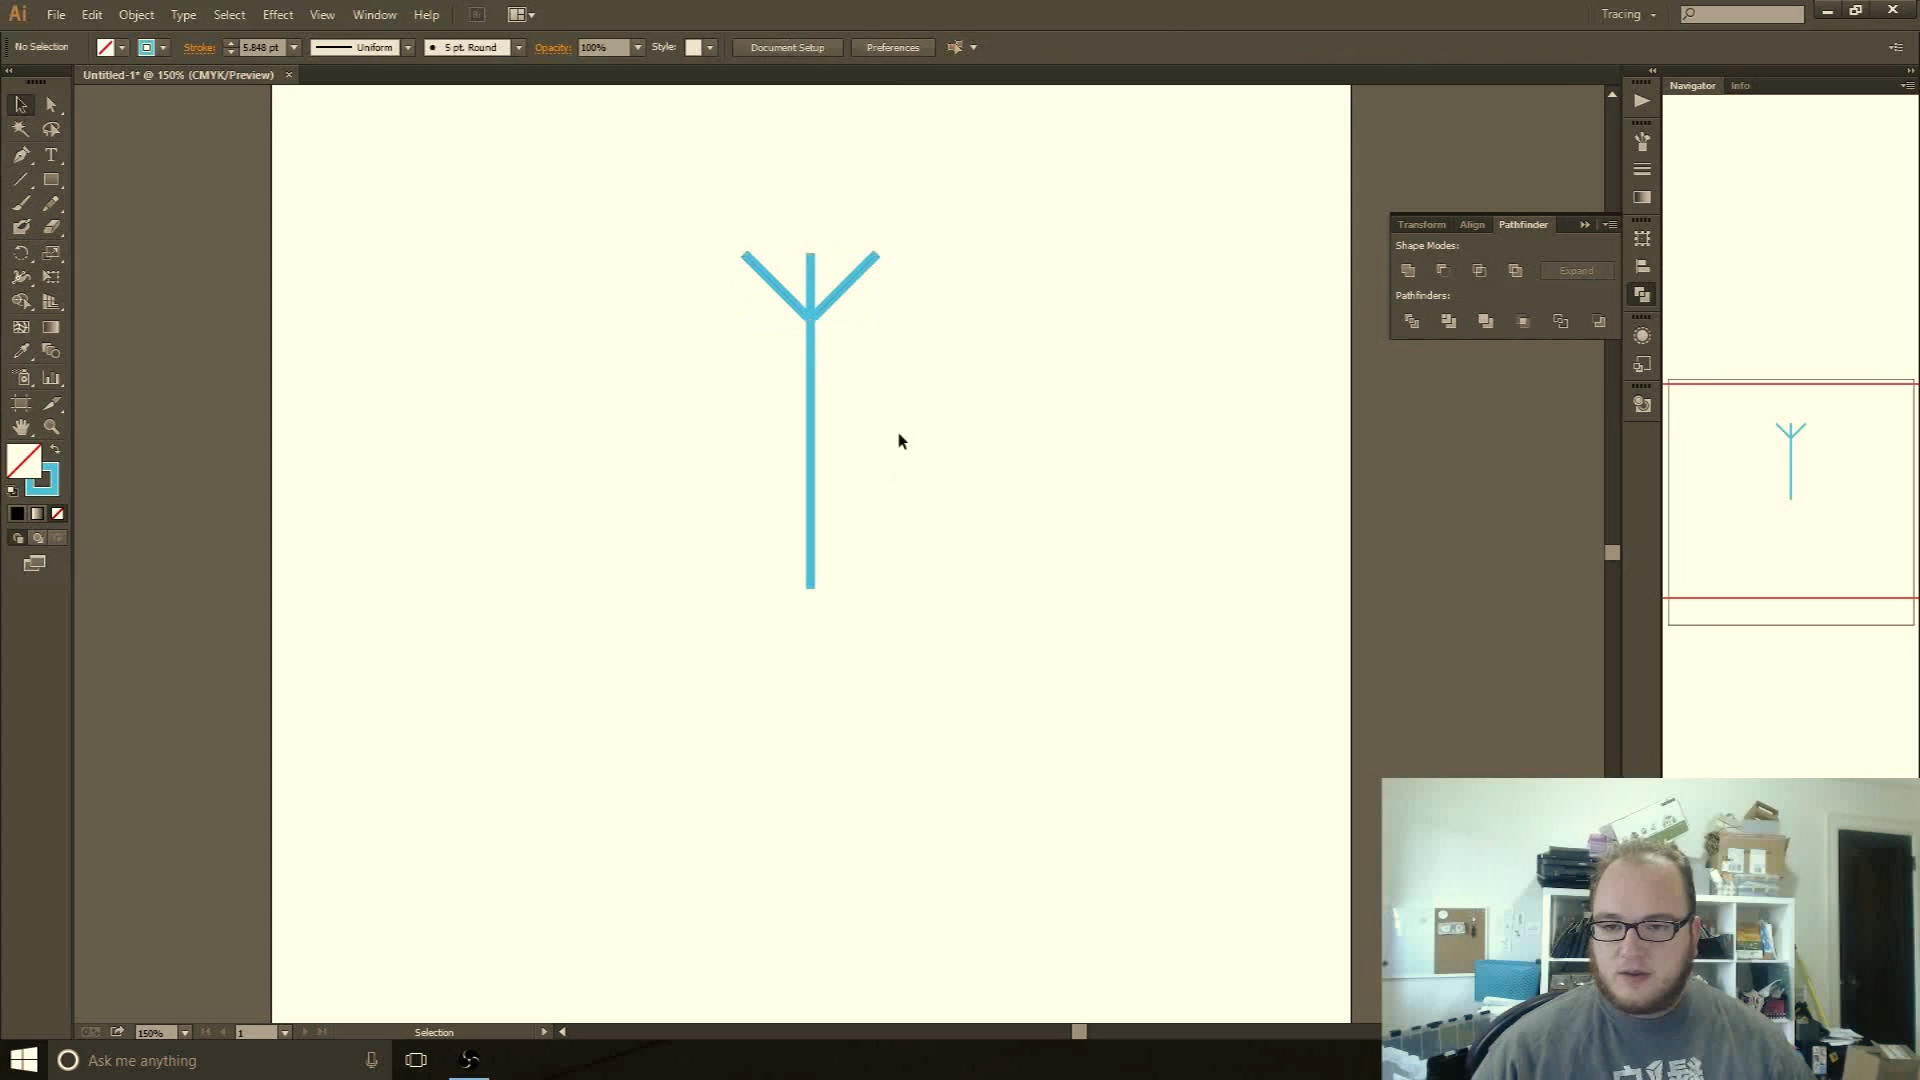 Ai File Edit Object Type Select Effect View Window Help Br Tracing
No Selection Stroke: 5.848 pt Uniform 5 pt. Round Opacity: 100% Style: Document Setup Preferences
Untitled-1* @ 150% (CMYK/Preview)
Navigator Info
Transform Align Pathfinder
Shape Modes:
Expand
Pathfinders:
T
150% 1 Selection
Ask me anything